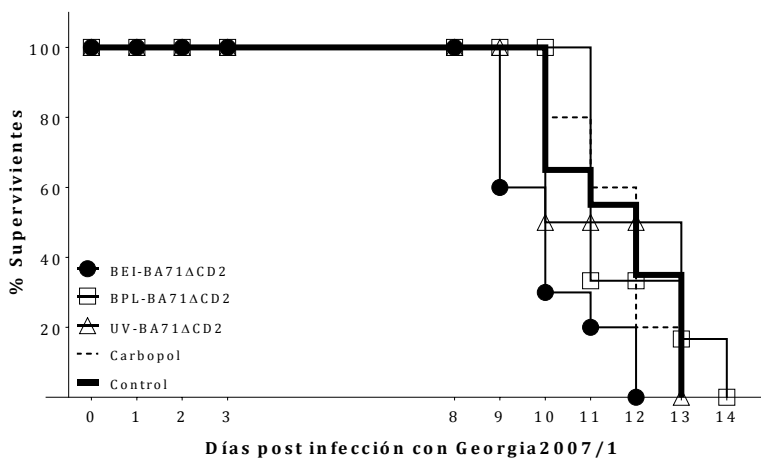 % Supervivientes
100
80
60
40
20
BEI-BA71ΔCD2
BPL-BA71ΔCD2
UV-BA71ΔCD2
Carbopol
Control
0 1 2 3 8 9 10 11 12 13 14
Días post infección con Georgia2007/1